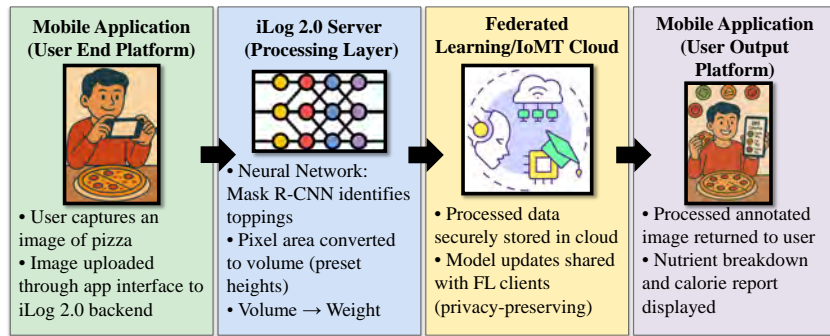 Mobile Application
(User End Platform)
• User captures an
image of pizza
• Image uploaded
through app interface to
iLog 2.0 backend
iLog 2.0 Server
(Processing Layer)
• Neural Network:
Mask R-CNN identifies
toppings
• Pixel area converted
to volume (preset
heights)
• Volume → Weight
Federated
Learning/IoMT Cloud
• Processed data
securely stored in cloud
• Model updates shared
with FL clients
(privacy-preserving)
Mobile Application
(User Output
Platform)
• Processed annotated
image returned to user
• Nutrient breakdown
and calorie report
displayed